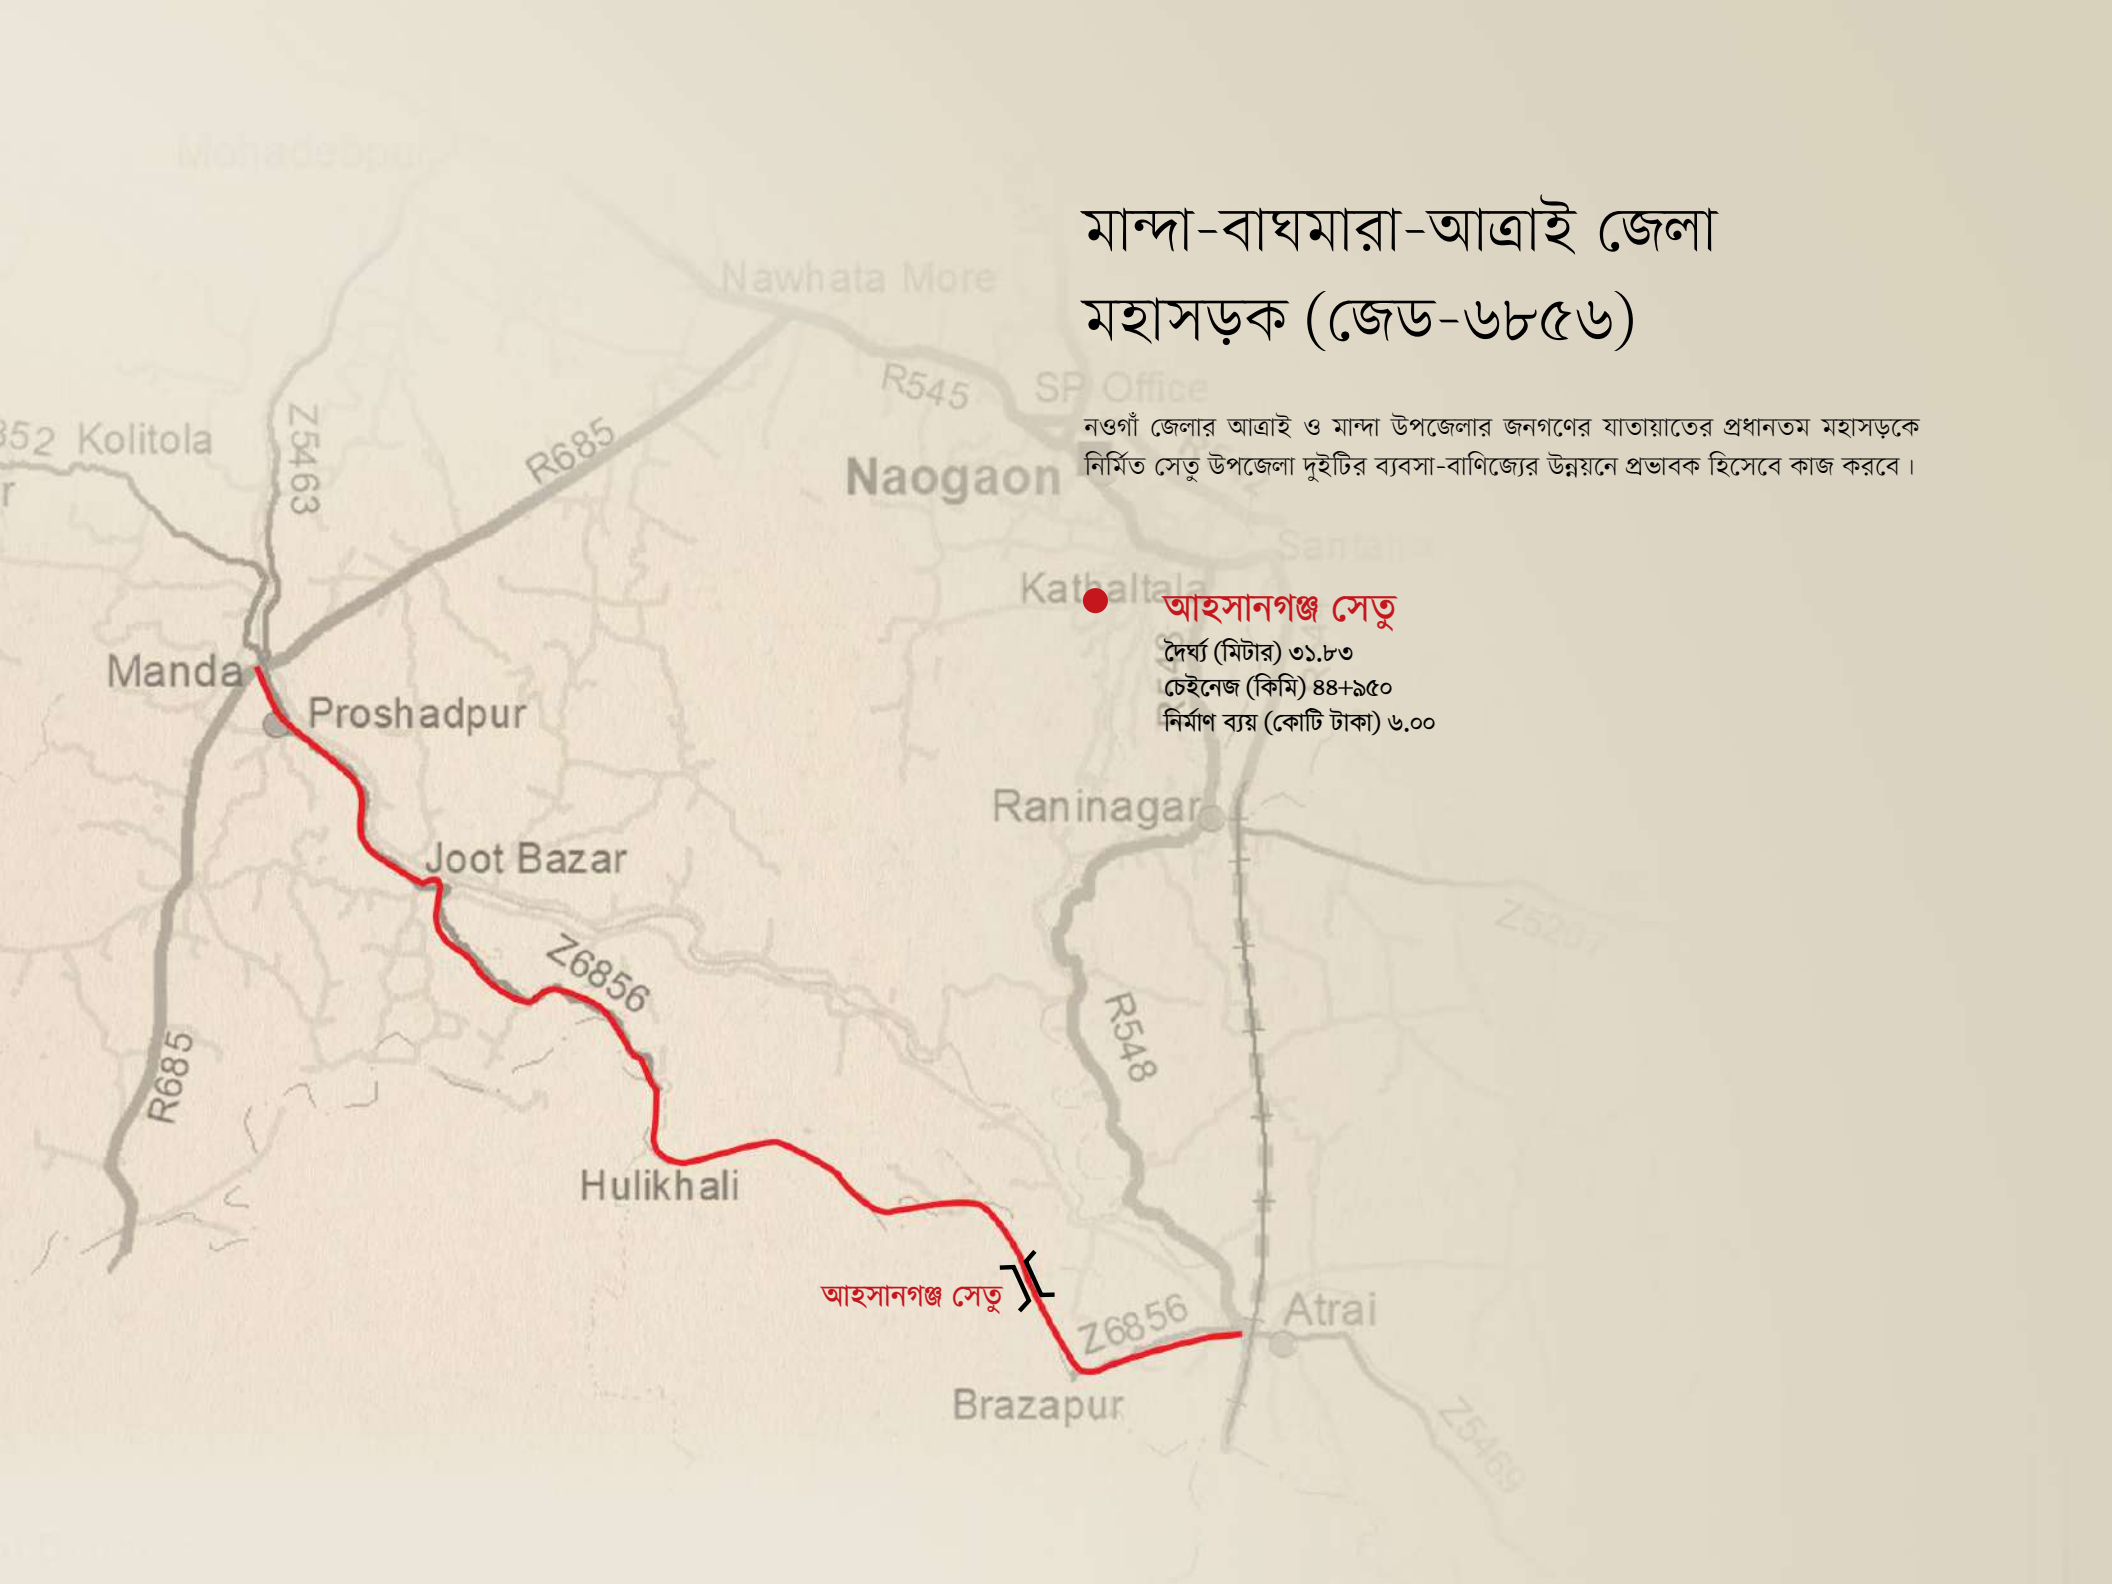 মান্দা-বাঘমারা-আত্রাই জেলা
মহাসড়ক (জেড-৬৮৫৬)
নওগাঁ জেলার আত্রাই ও মান্দা উপজেলার জনগণের যাতায়াতের প্রধানতম মহাসড়কে
নির্মিত সেতু উপজেলা দুইটির ব্যবসা-বাণিজ্যের উন্নয়নে প্রভাবক হিসেবে কাজ করবে।
আহসানগঞ্জ সেতু
দৈর্ঘ্য (মিটার) ৩১.৮৩
চেইনেজ (কিমি) ৪৪+৯৫০
নির্মাণ ব্যয় (কোটি টাকা) ৬.০০
Nawhata More
R545
SP Office
Kolitola
Z5463
R685
Naogaon
Kathaltala
Manda
Proshadpur
Raninagar
Joot Bazar
Z5207
Z6856
R548
R685
Hulikhali
আহসানগঞ্জ সেতু
Z6856
Atrai
Brazapur
Z5469